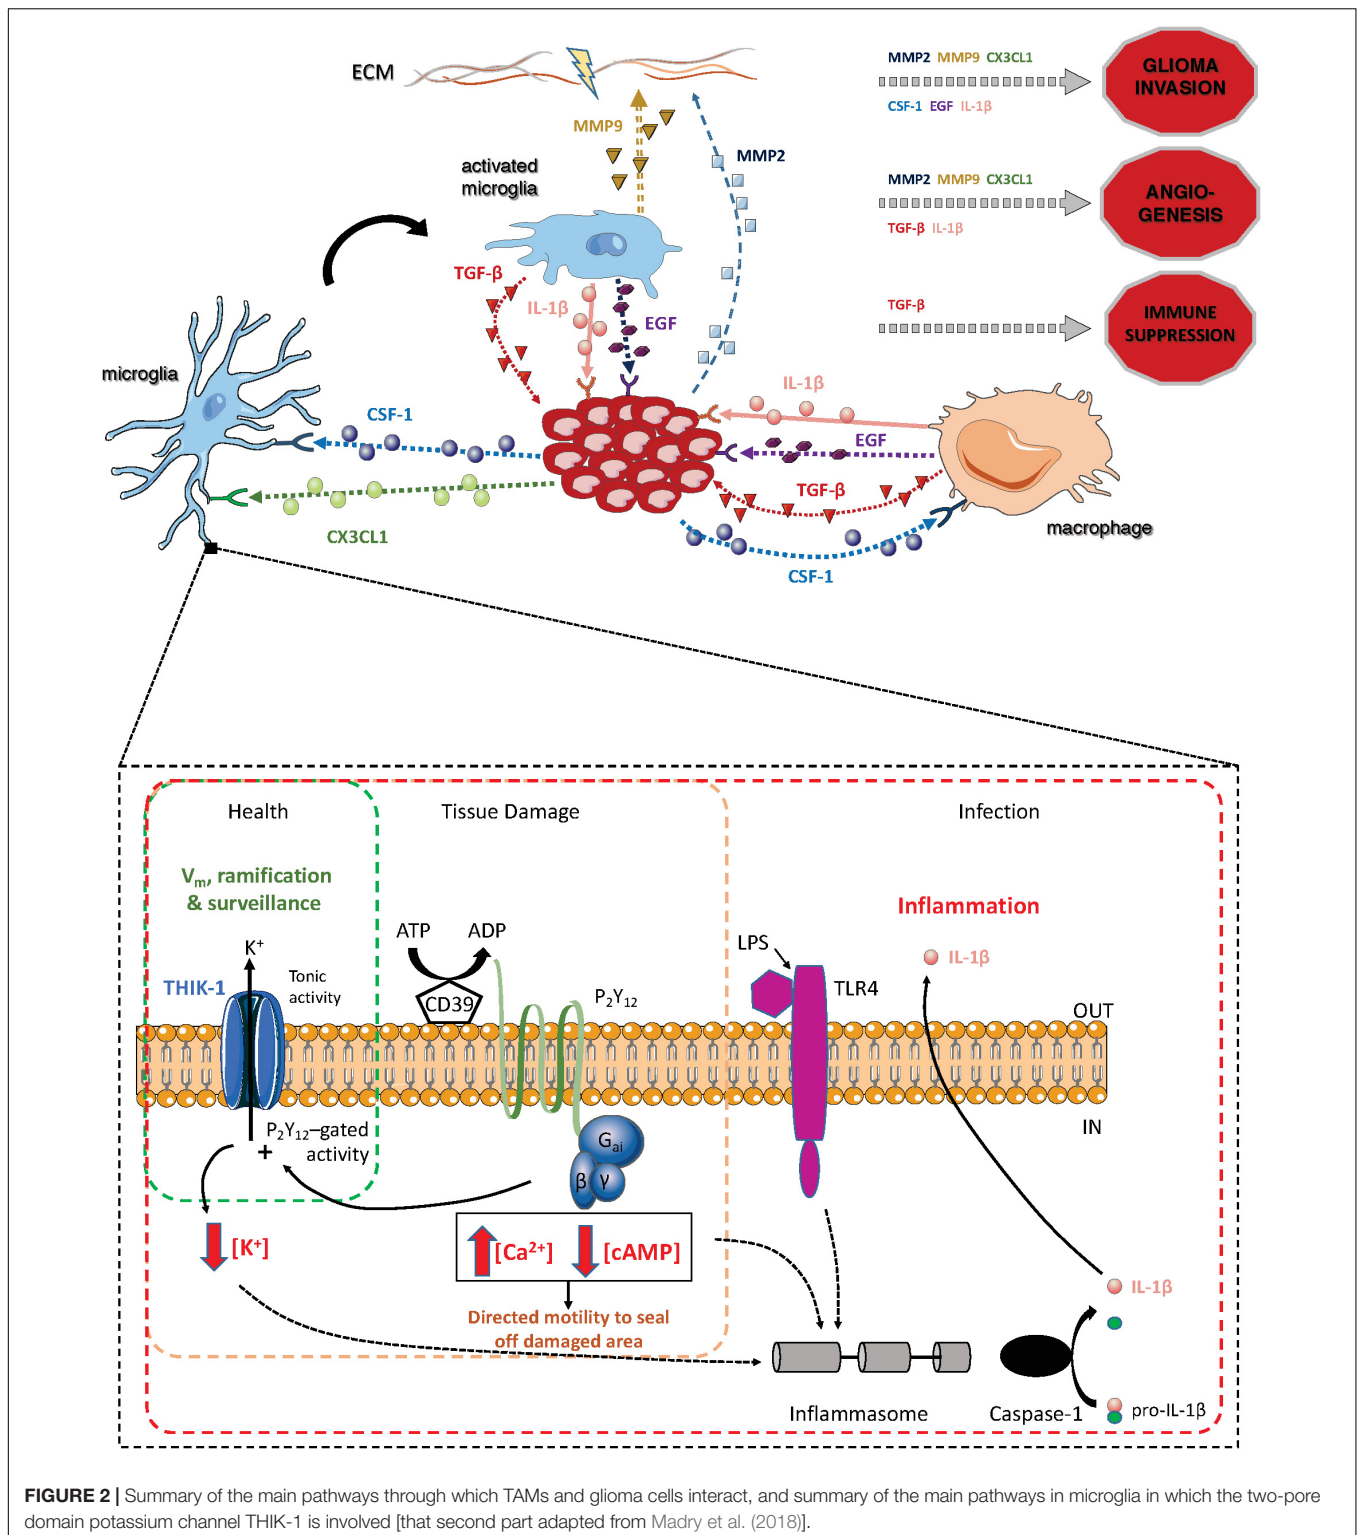 ECM
MMP9
MMP2
activated
microglia
MMP2 MMP9 CX3CL1
CSF-1 EGF IL-1β
GLIOMA
INVASION
MMP2 MMP9 CX3CL1
TGF-β IL-1β
ANGIO-
GENESIS
TGF-β
IMMUNE
SUPPRESSION
TGF-β
IL-1β
EGF
microglia
CSF-1
CX3CL1
IL-1β
EGF
TGF-β
CSF-1
macrophage
Health
Tissue Damage
Infection
Vm, ramification
& surveillance
Inflammation
K+
THIK-1
Tonic
activity
ATP
ADP
CD39
P2Y12
LPS
TLR4
IL-1β
OUT
IN
P2Y12–gated
activity
+
Gai
β
γ
[K+]
[Ca2+]
[cAMP]
Directed motility to seal
off damaged area
IL-1β
Inflammasome
Caspase-1
pro-IL-1β
FIGURE 2 | Summary of the main pathways through which TAMs and glioma cells interact, and summary of the main pathways in microglia in which the two-pore
domain potassium channel THIK-1 is involved [that second part adapted from Madry et al. (2018)].